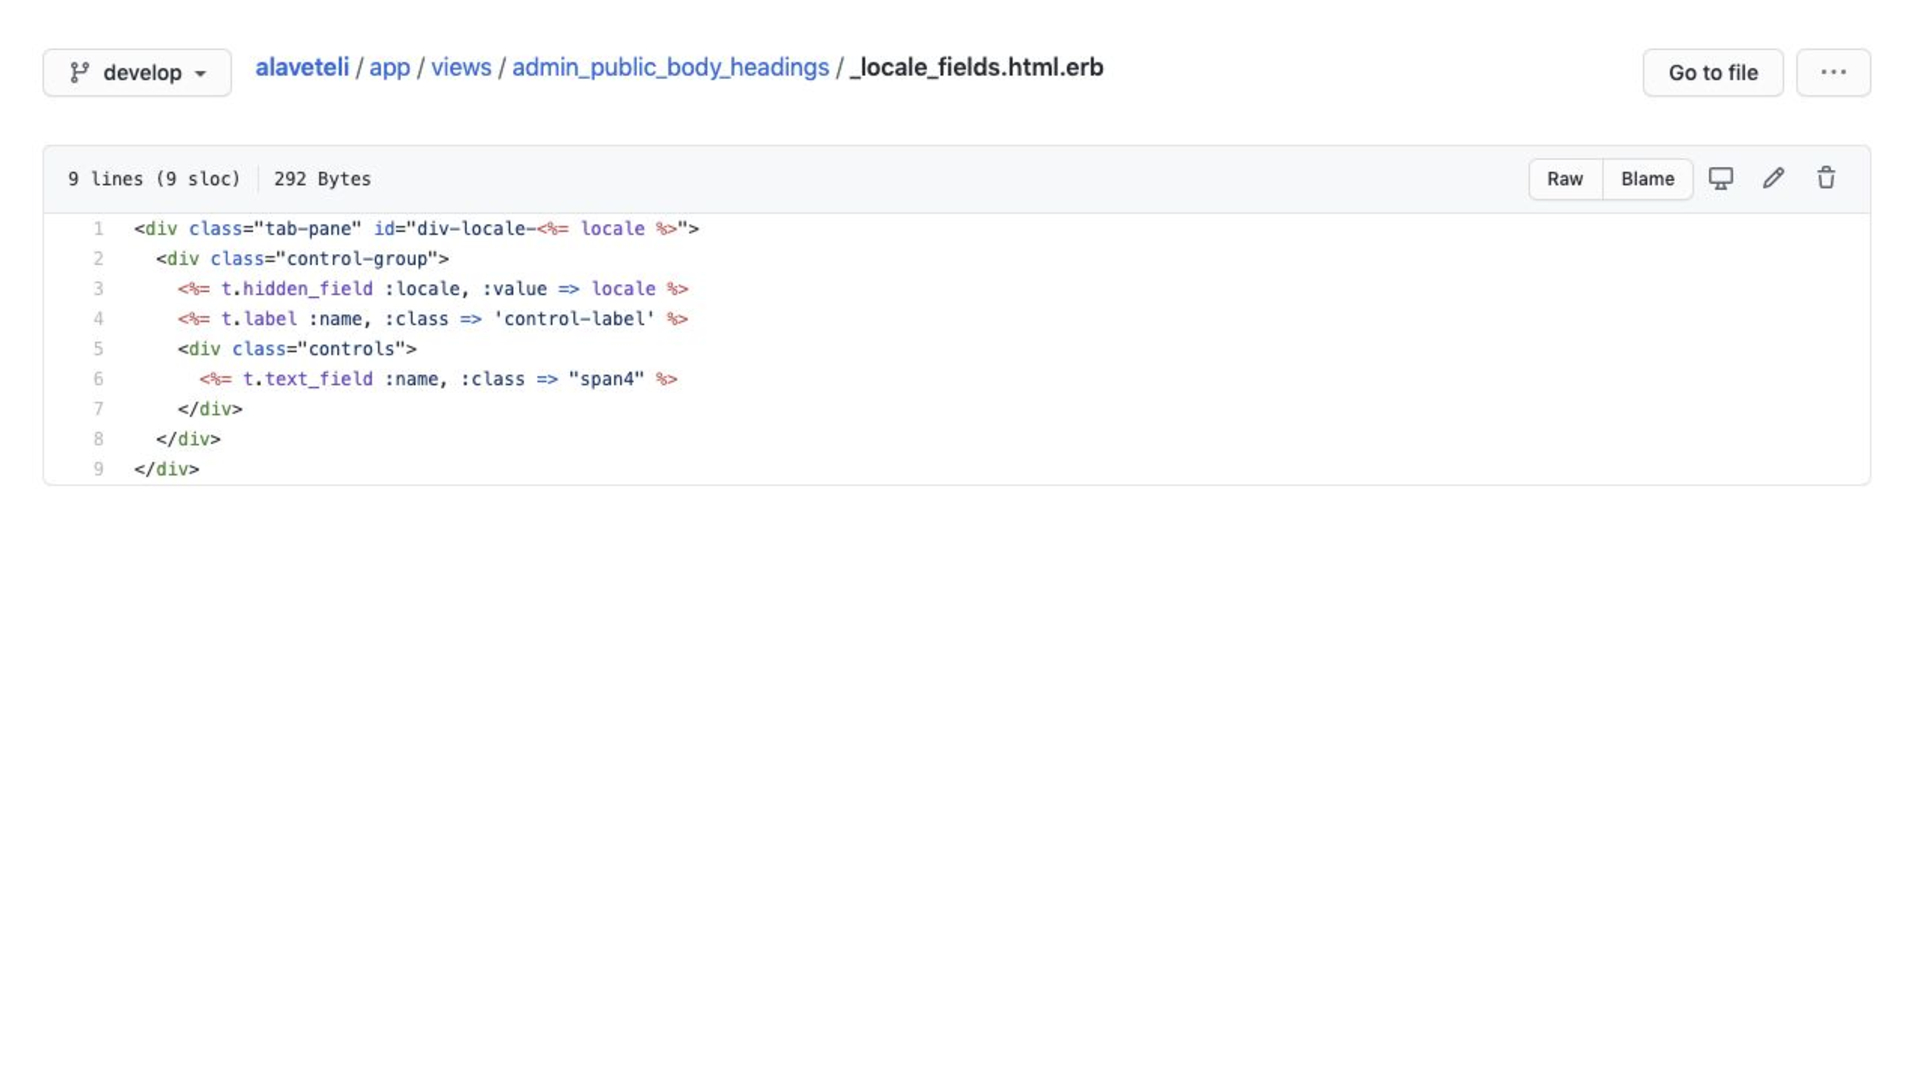 develop
alaveteli / app / views / admin_public_body_headings / _locale_fields.html.erb
Go to file
...
9 lines (9 sloc) 292 Bytes
Raw
Blame
1 <div class="tab-pane" id="div-locale-<%= locale %>">
2   <div class="control-group">
3     <%= t.hidden_field :locale, :value => locale %>
4     <%= t.label :name, :class => 'control-label' %>
5     <div class="controls">
6       <%= t.text_field :name, :class => "span4" %>
7     </div>
8   </div>
9 </div>